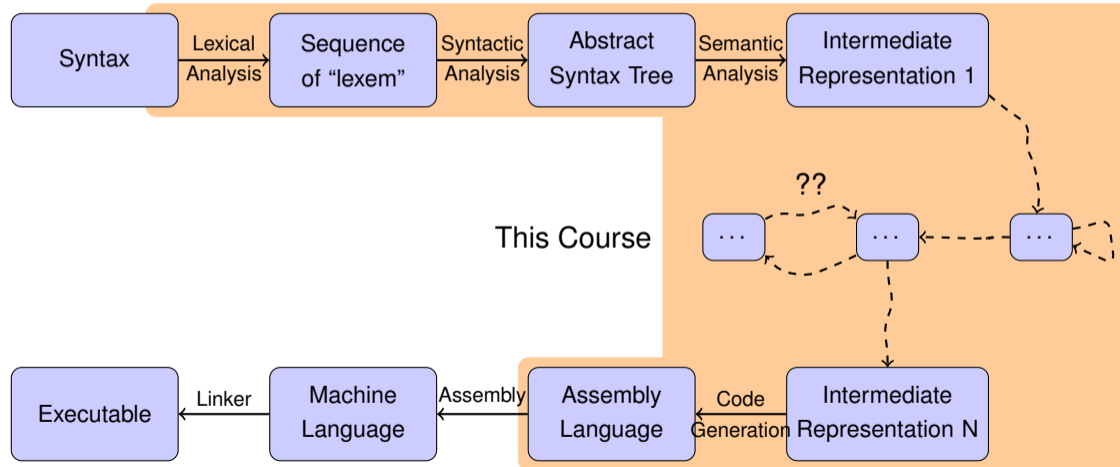 Syntax
Lexical
Analysis
Sequence
of “lexem”
Syntactic
Analysis
Abstract
Syntax Tree
Semantic
Analysis
Intermediate
Representation 1
??
This Course
...
...
...
Executable
Linker
Machine
Language
Assembly
Assembly
Language
Code
Generation
Intermediate
Representation N